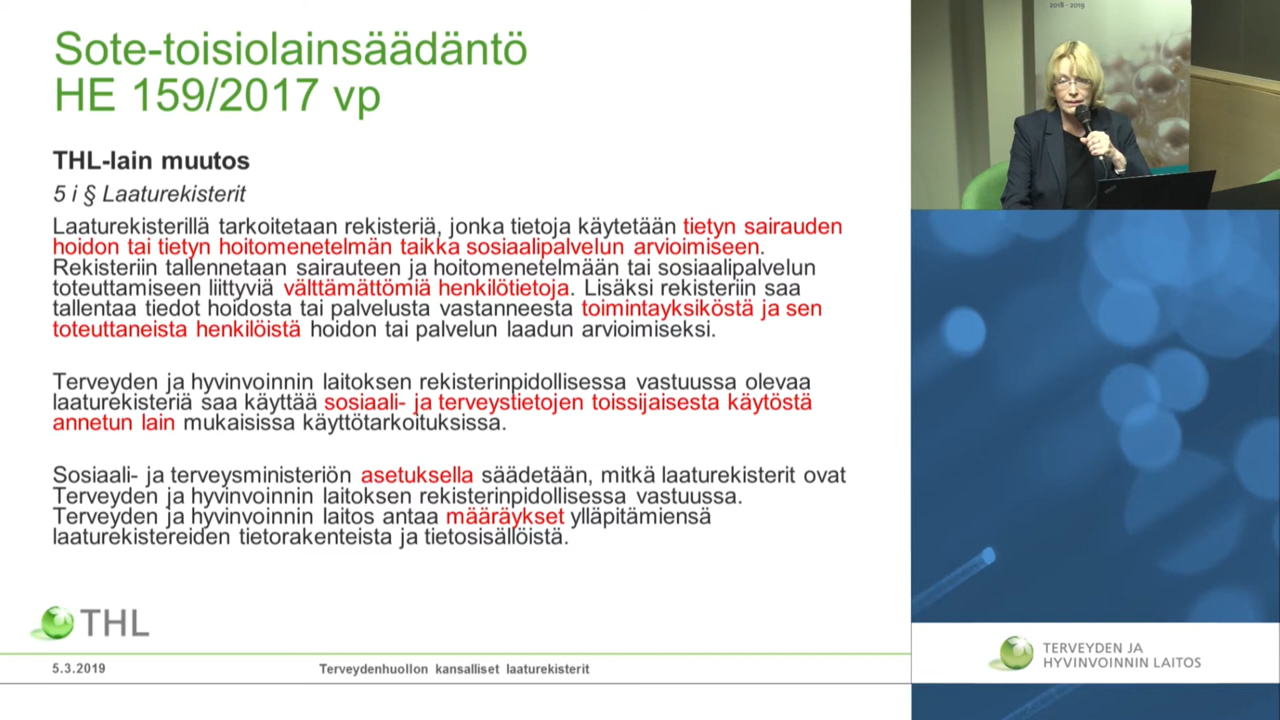 Sote-toisiolainsäädäntö
HE 159/2017 vp
THL-lain muutos
5 i § Laaturekisterit
Laaturekisterillä tarkoitetaan rekisteriä, jonka tietoja käytetään tietyn sairauden
hoidon tai tietyn hoitomenetelmän taikka sosiaalipalvelun arvioimiseen.
Rekisteriin tallennetaan sairauteen ja hoitomenetelmään tai sosiaalipalvelun
toteuttamiseen liittyviä välttämättömiä henkilötietoja. Lisäksi rekisteriin saa
tallentaa tiedot hoidosta tai palvelusta vastanneesta toimintayksiköstä ja sen
toteuttaneista henkilöistä hoidon tai palvelun laadun arvioimiseksi.
Terveyden ja hyvinvoinnin laitoksen rekisterinpidollisessa vastuussa olevaa
laaturekisteriä saa käyttää sosiaali- ja terveystietojen toissijaisesta käytöstä
annetun lain mukaisissa käyttötarkoituksissa.
Sosiaali- ja terveysministeriön asetuksella säädetään, mitkä laaturekisterit ovat
Terveyden ja hyvinvoinnin laitoksen rekisterinpidollisessa vastuussa.
Terveyden ja hyvinvoinnin laitos antaa määräykset ylläpitämiensä
laaturekistereiden tietorakenteista ja tietosisällöistä.
THL
5.3.2019
Terveydenhuollon kansalliset laaturekisterit
2018 - 2019
TERVEYDEN JA
HYVINVOINNIN LAITOS